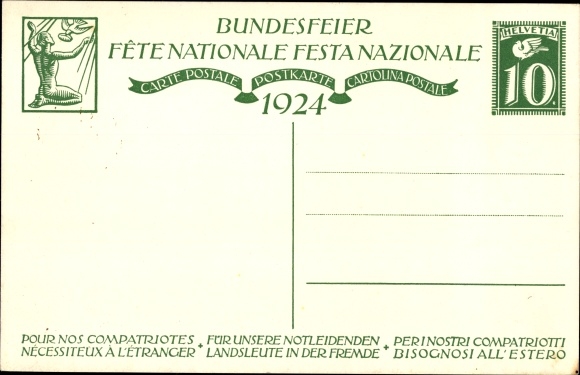 BUNDESFEIER
FÊTE NATIONALE FESTA NAZIONALE
CARTE POSTALE POSTKARTE CARTOLINA POSTALE
1924
HELVETIA
10
POUR NOS COMPATRIOTES + FÜR UNSERE NOTLEIDENDEN + PER I NOSTRI COMPATRIOTTI
NÉCESSITEUX À L'ÉTRANGER LANDSLEUTE IN DER FREMDE BISOGNOSI ALL'ESTERO